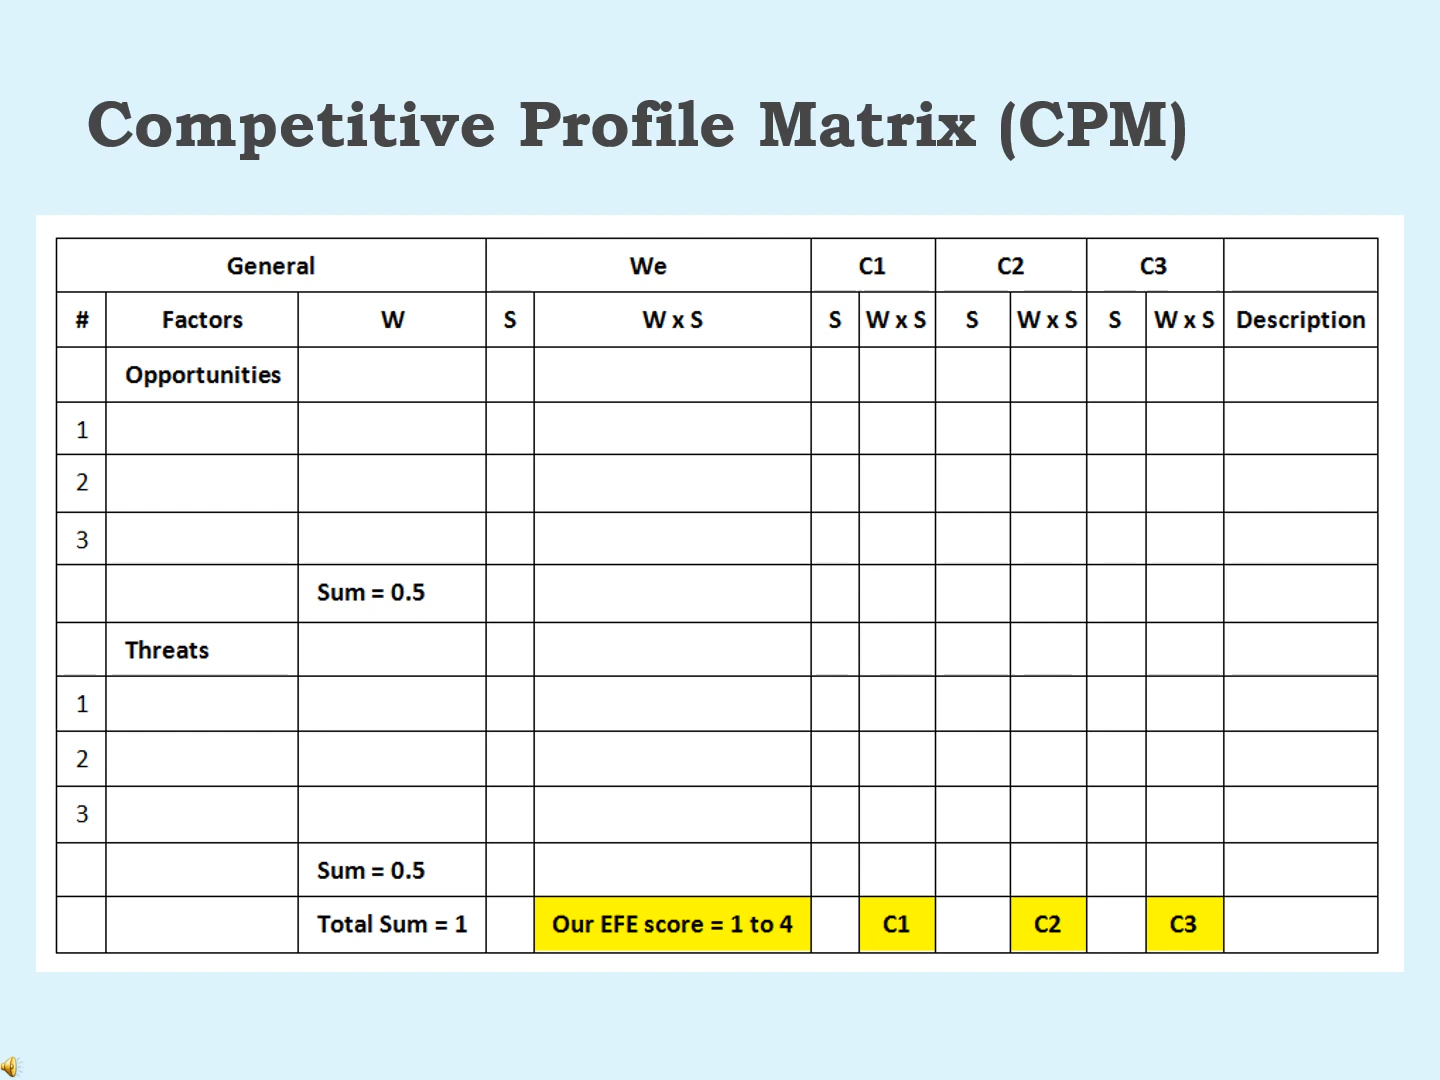 Competitive Profile Matrix (CPM)
General We C1 C2 C3
# Factors W S W x S S W x S S W x S S W x S Description
Opportunities
1
2
3
Sum = 0.5
Threats
1
2
3
Sum = 0.5
Total Sum = 1 Our EFE score = 1 to 4 C1 C2 C3